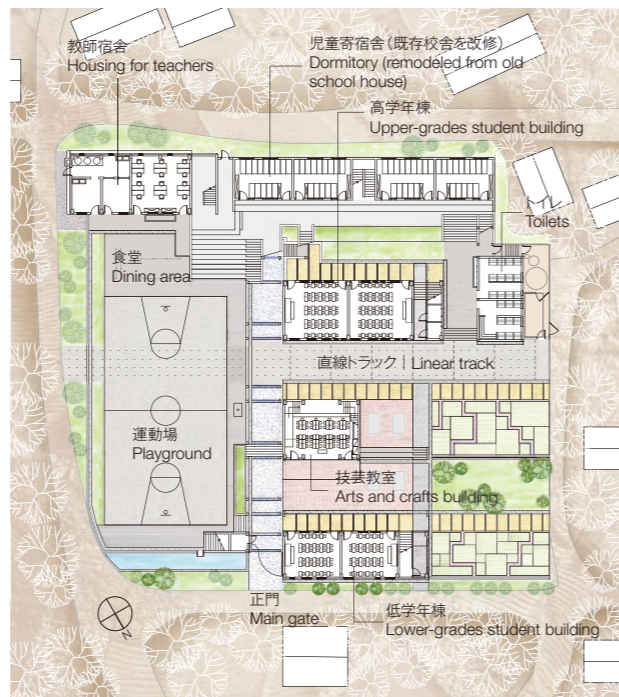 教師宿舎
Housing for teachers
児童寄宿舎（既存校舎を改修）
Dormitory (remodeled from old
school house)
高学年棟
Upper-grades student building
トイレ
Toilets
食堂
Dining area
直線トラック | Linear track
運動場
Playground
技芸教室
Arts and crafts building
正門
Main gate
低学年棟
Lower-grades student building
N